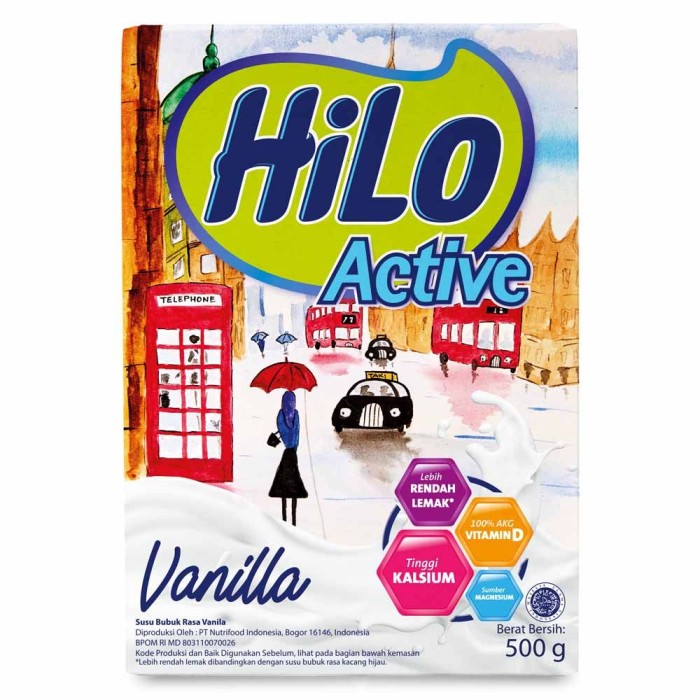 HiLo
Active
TELEPHONE
TAXI
Lebih
RENDAH
LEMAK*
100% AKG
VITAMIN D
Tinggi
KALSIUM
Sumber
MAGNESIUM
Vanilla
Susu Bubuk Rasa Vanila
Diproduksi Oleh : PT Nutrifood Indonesia, Bogor 16146, Indonesia
BPOM RI MD 803110070026
Kode Produksi dan Baik Digunakan Sebelum, lihat pada bagian bawah kemasan
*Lebih rendah lemak dibandingkan dengan susu bubuk rasa kacang hijau.
Berat Bersih:
500 g